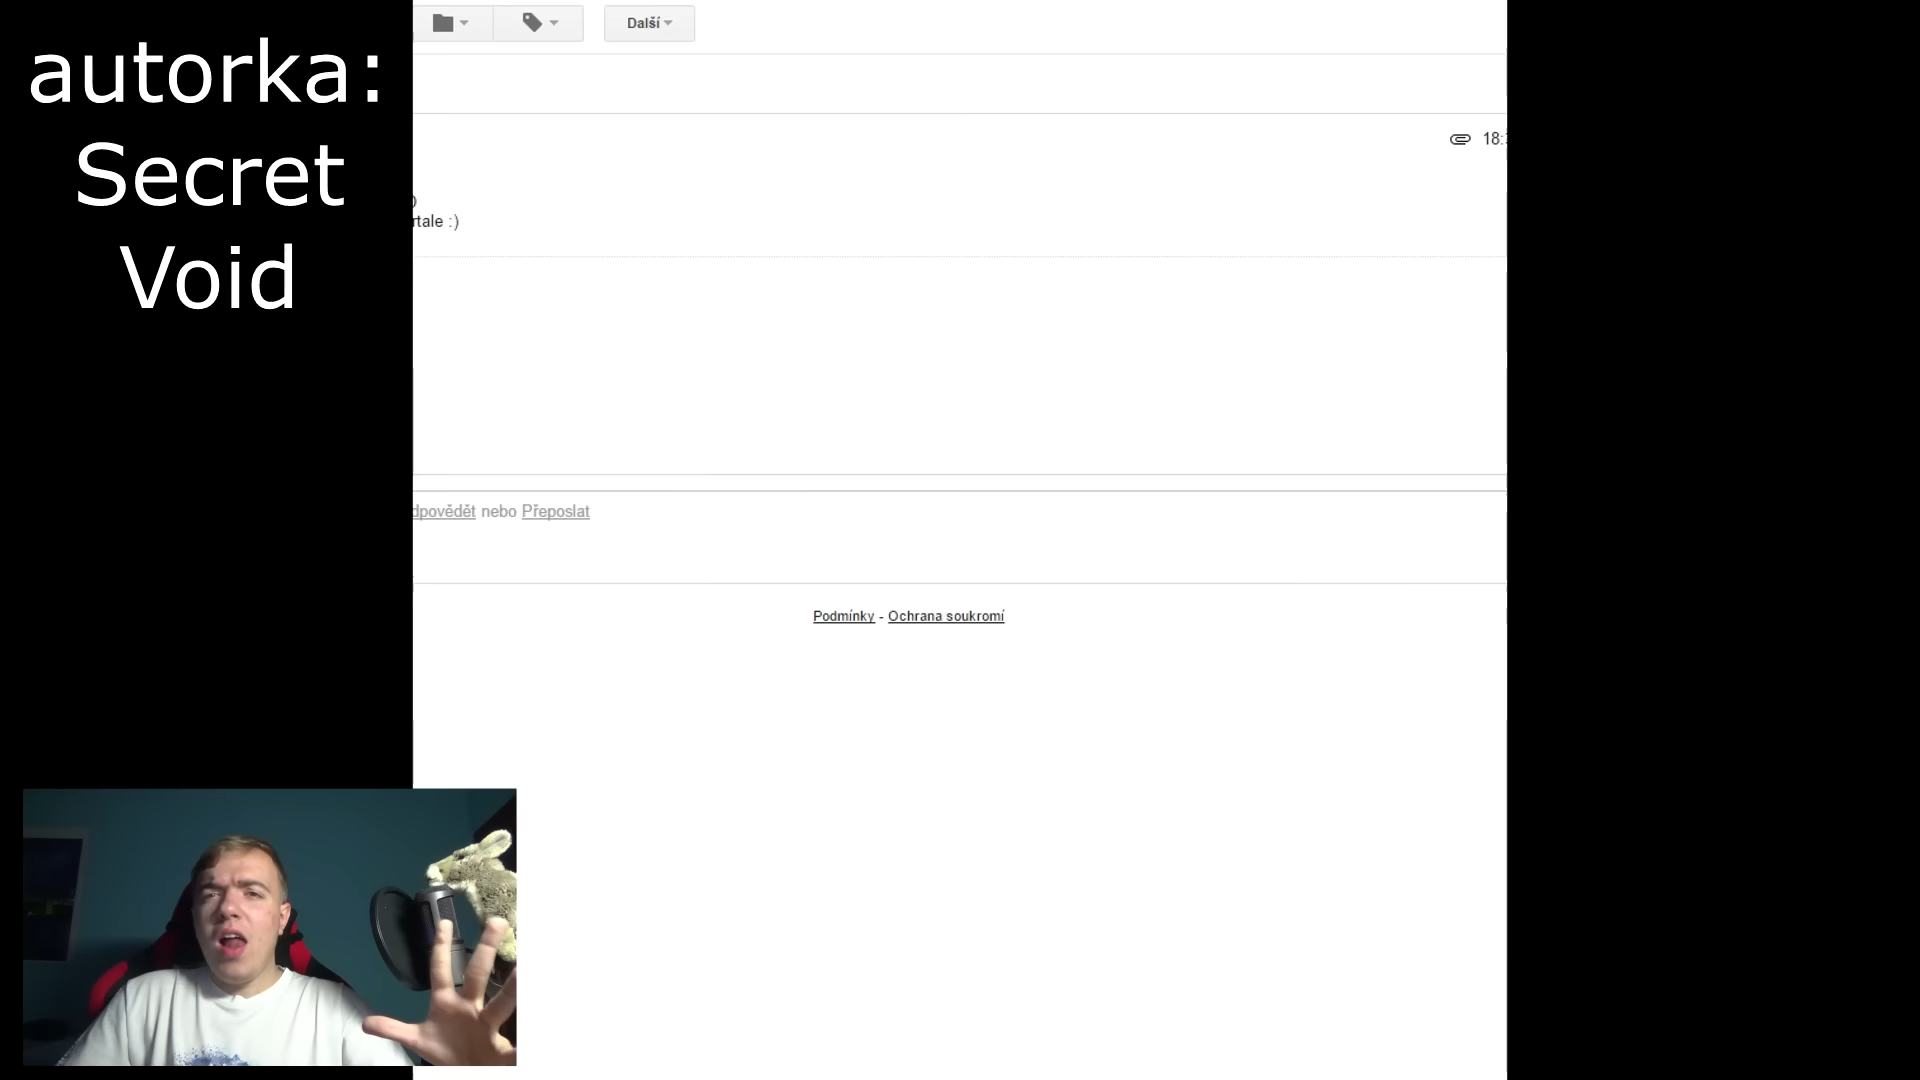 autorka:
Secret
Void
Další
18:
rtale :)
dpovědět nebo Přeposlat
Podmínky - Ochrana soukromí